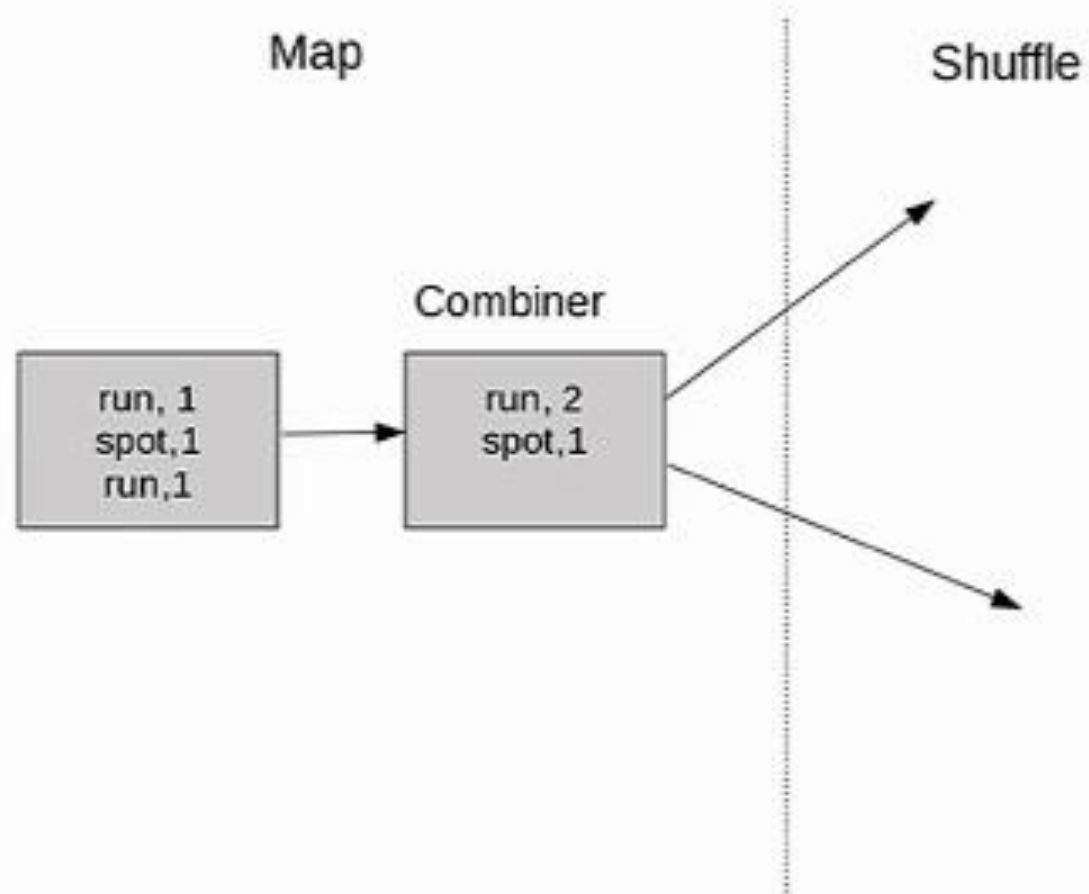 Map
Shuffle
Combiner
run, 1
spot,1
run,1
run, 2
spot,1